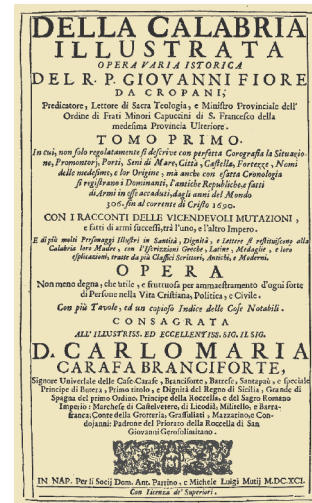 DELLA CALABRIA
ILLUSTRATA
OPERA VARIA ISTORICA
DEL R. P. GIOVANNI FIORE
DA CROPANI,
Predicatore, Lettore di Sacra Teologia, e Ministro Provinciale dell'
Ordine di Frati Minori Capuccini di S. Francesco della
medesima Provincia Ulteriore.
TOMO PRIMO.
In cui, non solo regolatamente si descrive con perfetta Corografia la Situazio-
ne, Promontorj, Porti, Seni di Mare, Città, Castella, Fortezze, Nomi
delle medesime, e lor Origine, mà anche con esatta Cronologia
si registrano i Dominanti, l'antiche Republiche, e fatti
di Armi in esse accaduti, dagli anni del Mondo
306. sin al corrente di Cristo 1690.
CON I RACCONTI DELLE VICENDEVOLI MUTAZIONI,
e fatti di armi successi, trà l'uno, e l'altro Impero.
E di più molti Personaggi Illustri in Santità, Dignità, e Lettere si restituiscono alla
Calabria loro Madre, con l'Iscrizzioni Greche, Latine, Medaglie, e loro
esplicazioni, tratte da più Classici Scrittori, Antichi, e Moderni.
OPERA
Non meno degna, che utile, e fruttuosa per ammaestramento d'ogni sorte
di Persone nella Vita Cristiana, Politica, e Civile.
Con più Tavole, ed un copioso Indice delle Cose Notabili.
CONSAGRATA
ALL'ILLUSTRISS. ED ECCELLENTISS. SIG. IL SIG.
D. CARLO MARIA
CARAFA BRANCIFORTE,
Signore Universale delle Case Carafe, Branciforte, Barrese, Santapau, e speciale
Principe di Butera, Primo titolo, e Dignità del Regno di Sicilia, Grande di
Spagna del primo Ordine, Principe della Roccella, e del Sagro Romano
Imperio: Marchese di Castelvetere, di Licodia, Militello, e Barra-
franca: Conte della Grotteria; Grassuliati, Mazzarino, e Con-
dojanni: Padrone del Priorato della Roccella di San
Giovanni Gerosolimitano.
IN NAP. Per li Socij Dom. Ant. Parrino, e Michele Luigi Mutij M.DC.XCI.
Con licenza de' Superiori.